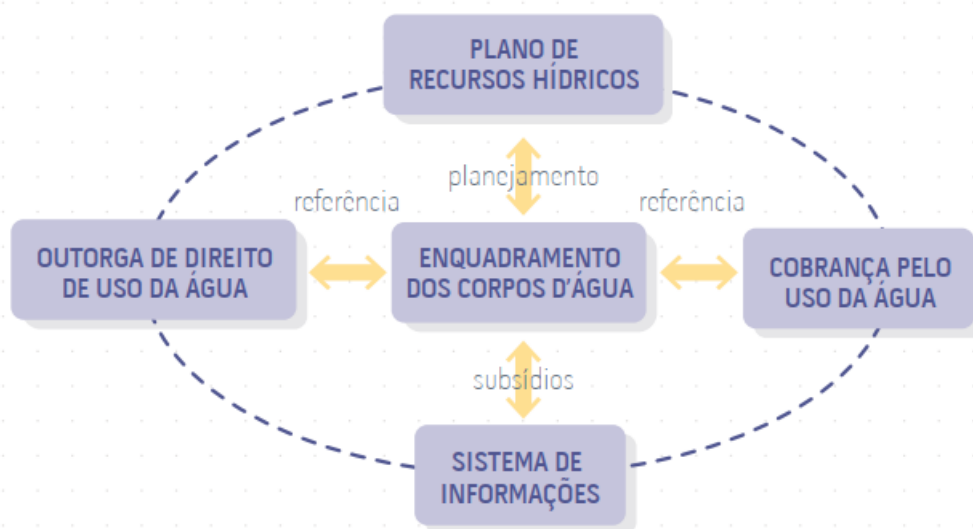 PLANO DE
RECURSOS HÍDRICOS
planejamento
referência
referência
OUTORGA DE DIREITO
DE USO DA ÁGUA
ENQUADRAMENTO
DOS CORPOS D'ÁGUA
COBRANÇA PELO
USO DA ÁGUA
subsídios
SISTEMA DE
INFORMAÇÕES